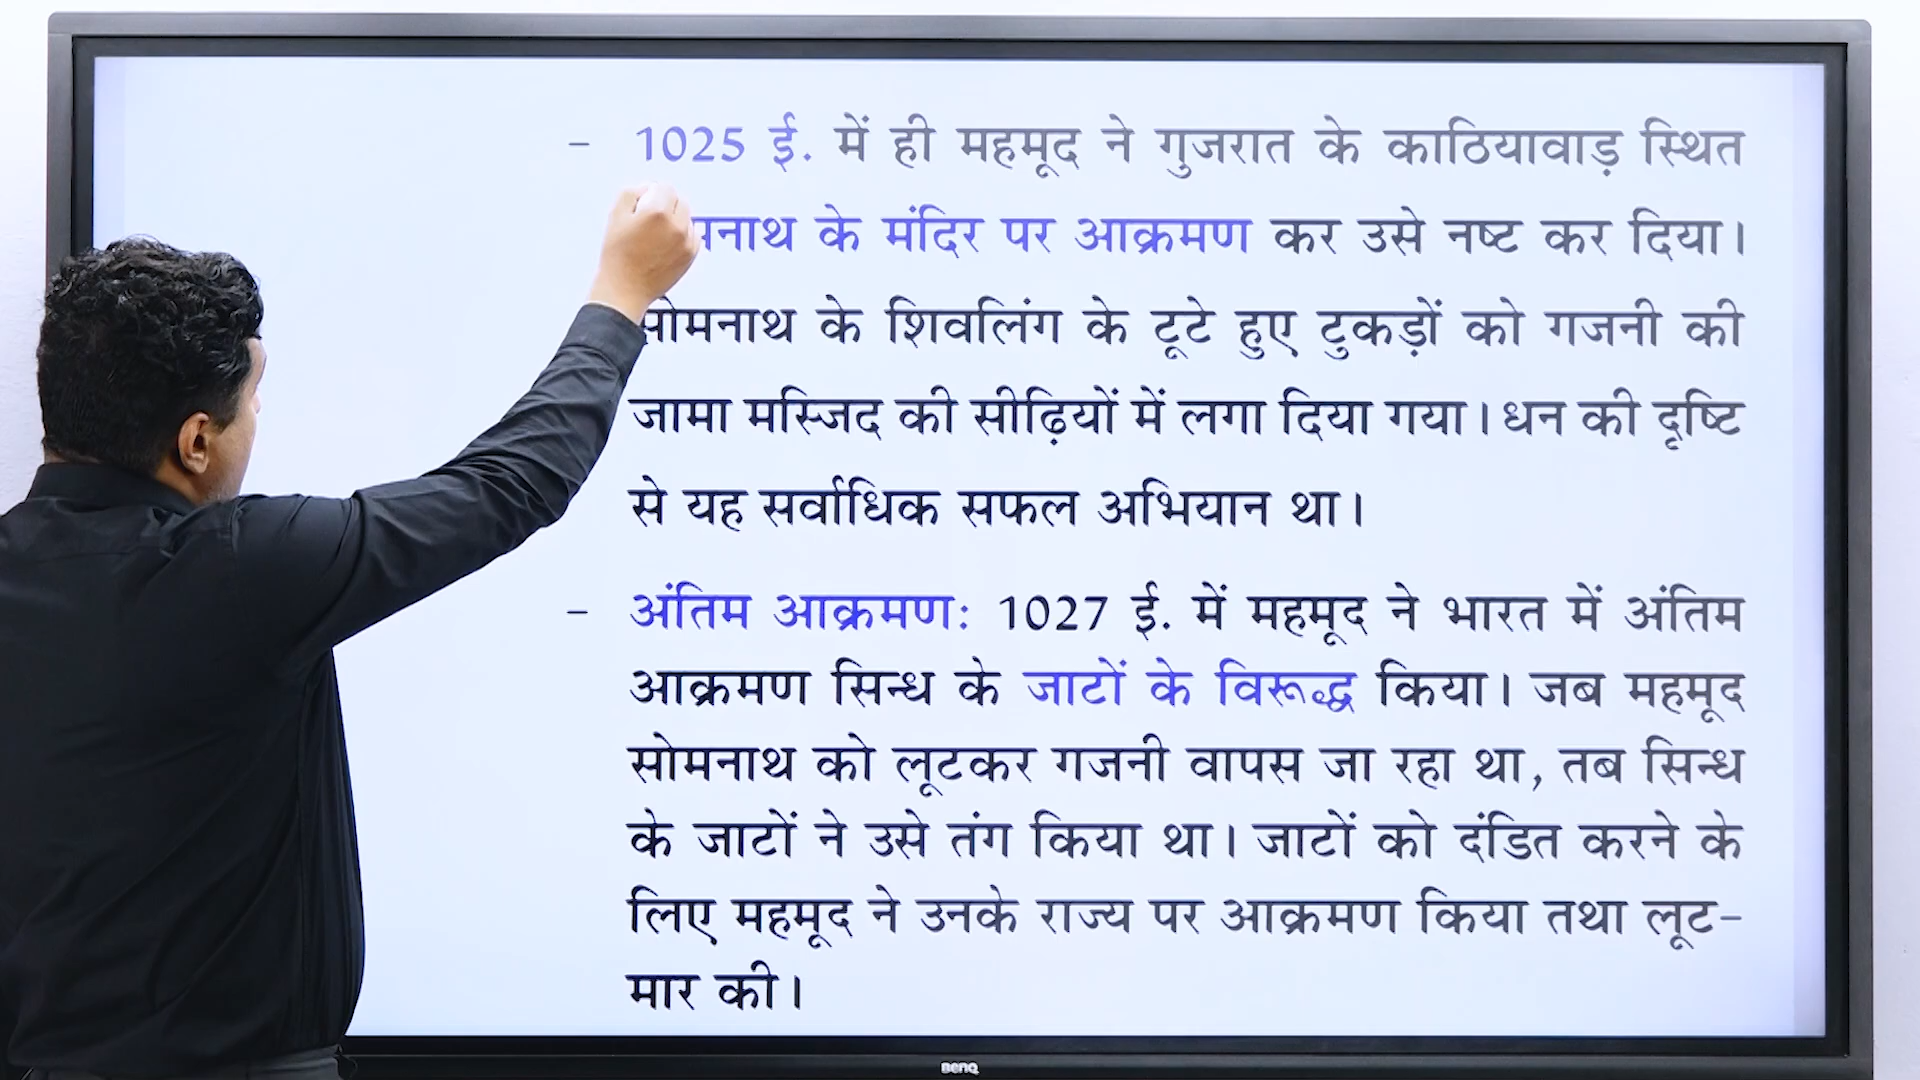 - 1025 ई. में ही महमूद ने गुजरात के काठियावाड़ स्थित
के मंदिर पर आक्रमण कर उसे नष्ट कर दिया।
सोमनाथ के शिवलिंग के टूटे हुए टुकड़ों को गजनी की
जामा मस्जिद की सीढ़ियों में लगा दिया गया। धन की दृष्टि
से यह सर्वाधिक सफल अभियान था।
- अंतिम आक्रमण: 1027 ई. में महमूद ने भारत में अंतिम
आक्रमण सिन्ध के जाटों के विरूद्ध किया। जब महमूद
सोमनाथ को लूटकर गजनी वापस जा रहा था, तब सिन्ध
के जाटों ने उसे तंग किया था। जाटों को दंडित करने के
लिए महमूद ने उनके राज्य पर आक्रमण किया तथा लूट-
मार की।
BenQ